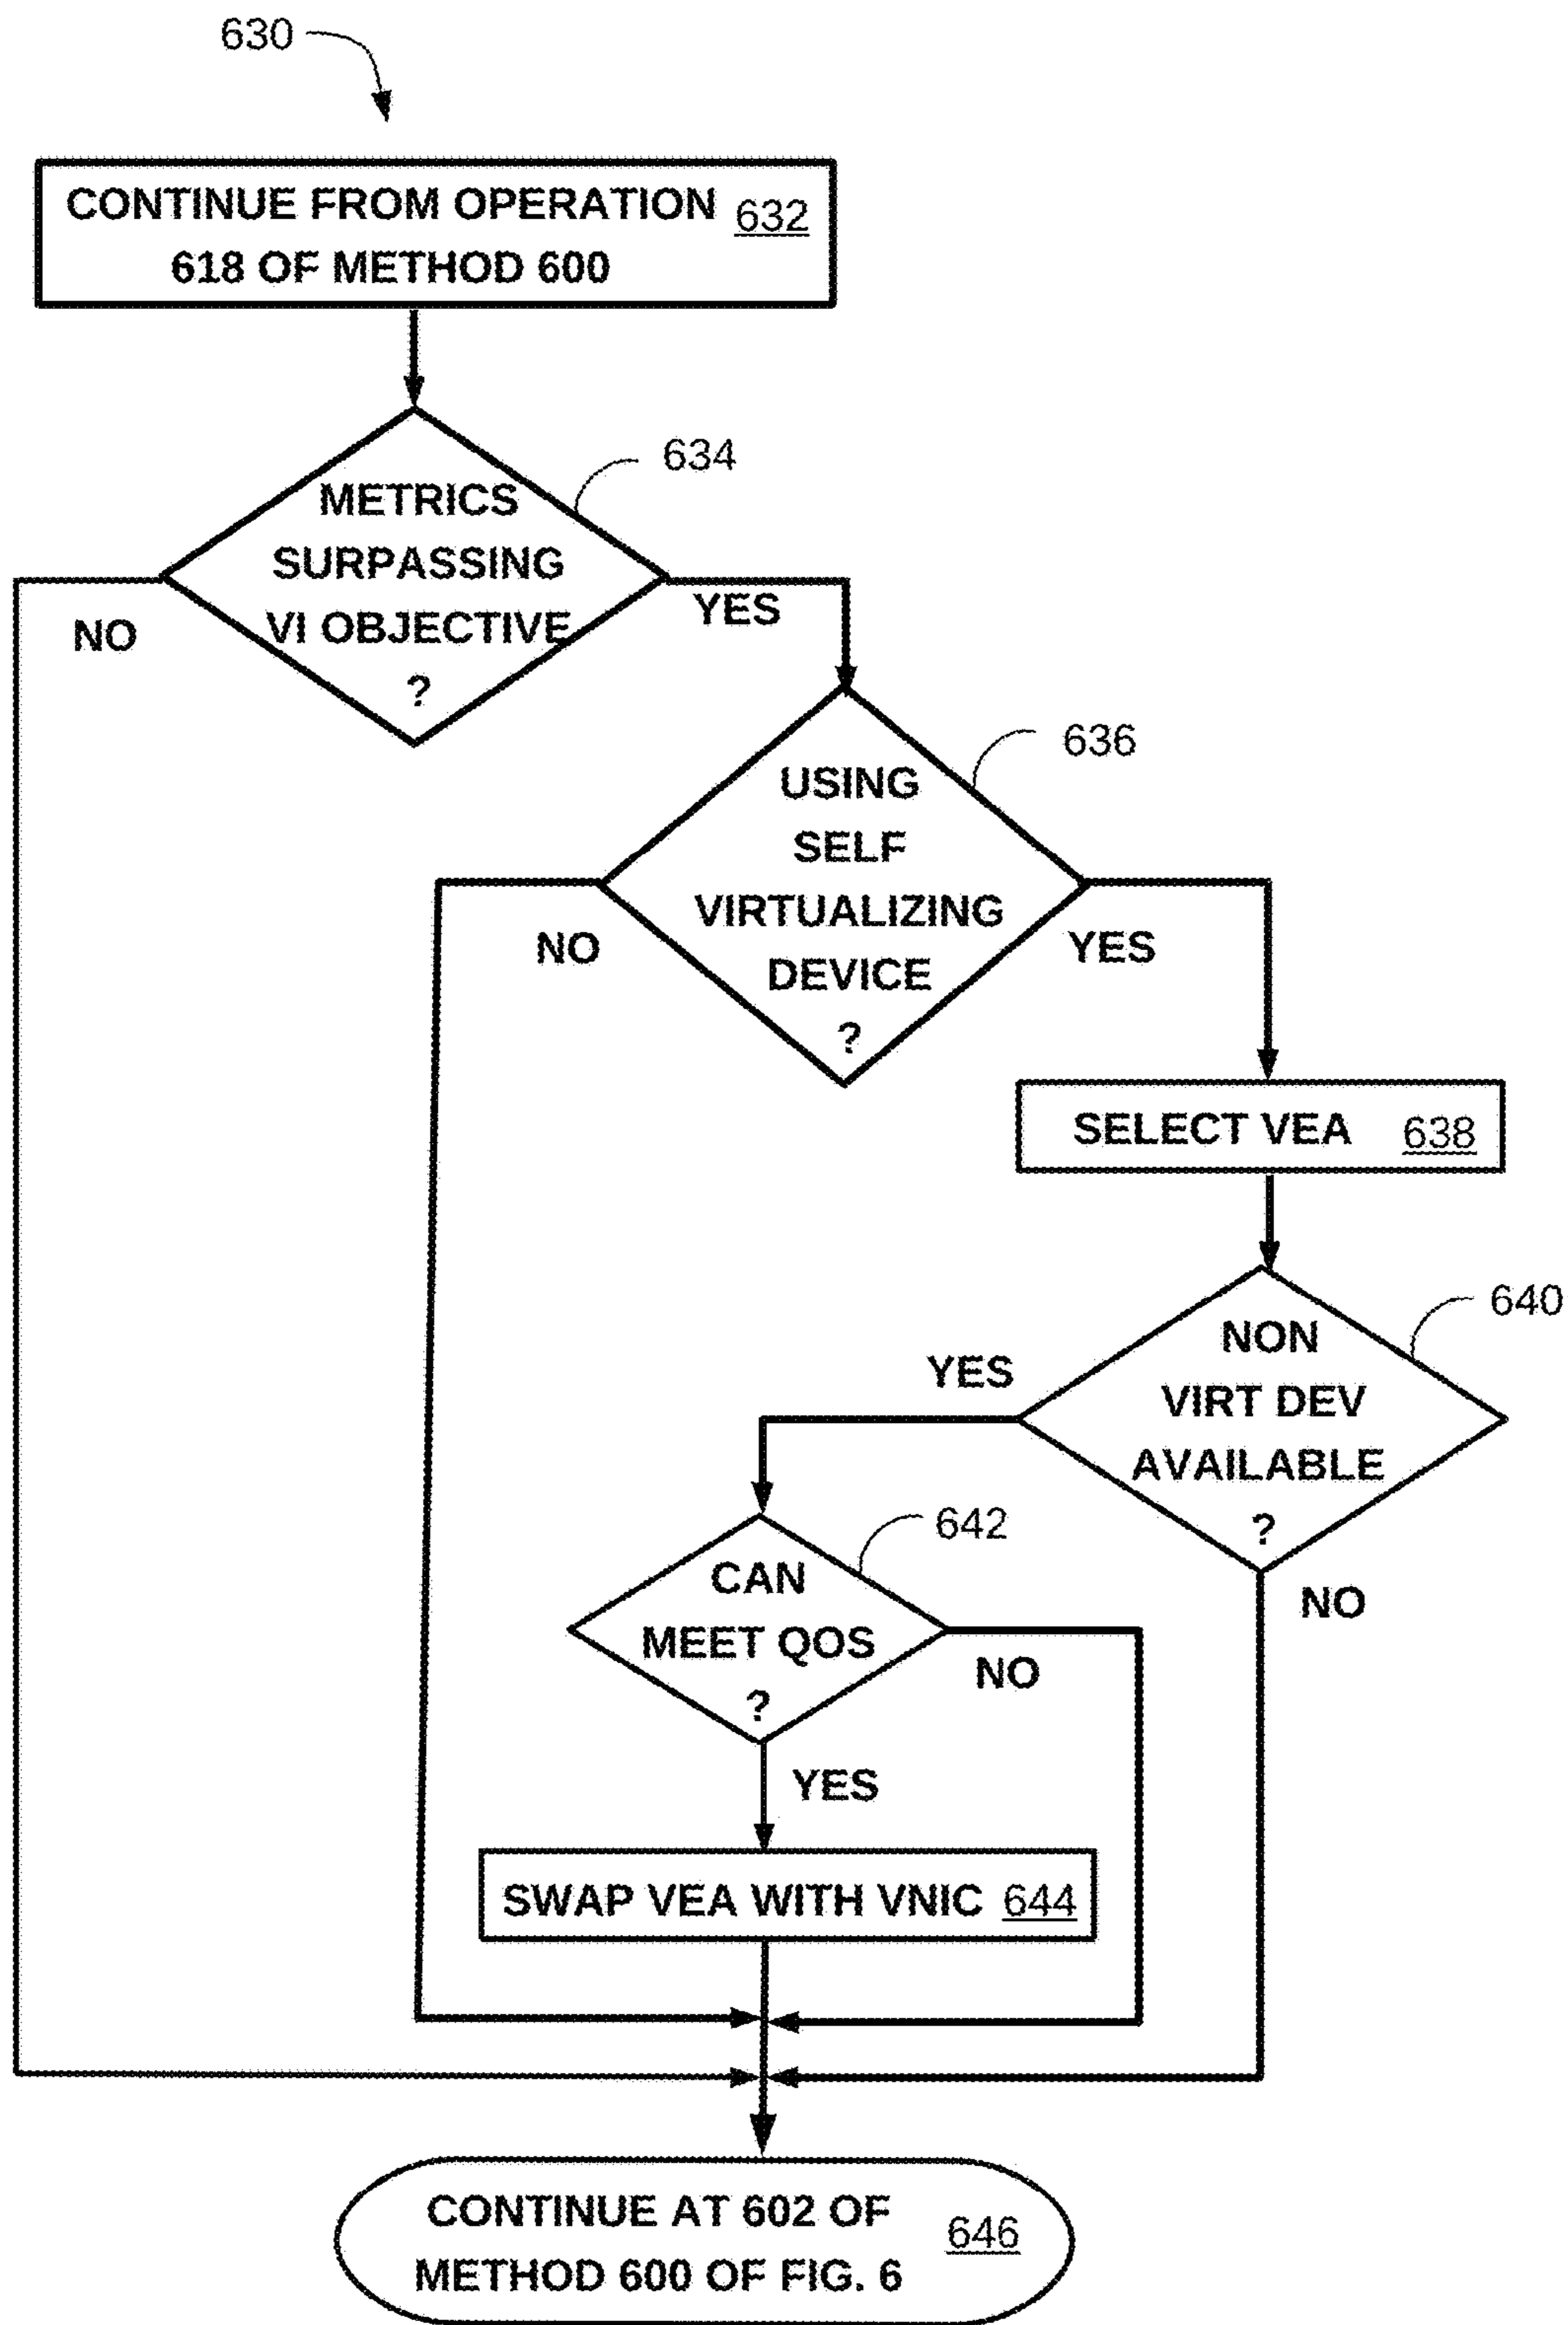 630
CONTINUE FROM OPERATION 632
618 OF METHOD 600
634
METRICS
SURPASSING
VI OBJECTIVE
?
NO
YES
636
USING
SELF
VIRTUALIZING
DEVICE
?
NO
YES
SELECT VEA 638
640
NON
VIRT DEV
AVAILABLE
?
YES
NO
642
CAN
MEET QOS
?
NO
YES
SWAP VEA WITH VNIC 644
CONTINUE AT 602 OF 646
METHOD 600 OF FIG. 6